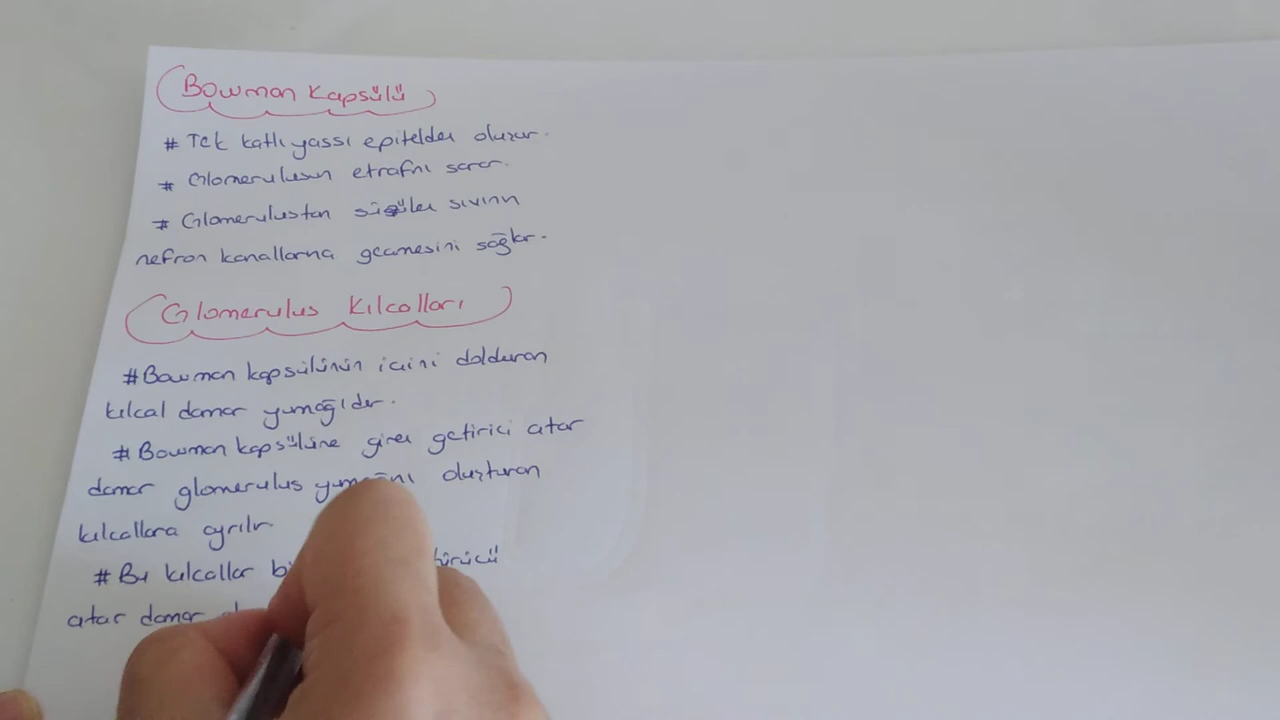 Bowman Kapsülü
# Tek katlı yassı epitelden oluşur.
# Glomerulusun etrafnı sarar.
# Glomerulustan süzülen sıvının
nefron kanallarına geçmesini sağlar.
Glomerulus Kılcalları
# Bowman kapsülünün içini dolduran
kılcal damar yumağıdır.
# Bowman kapsülüne giren getirici atar
damar glomerulus yumağını oluşturan
kılcallara ayrılır
# Bu kılcallar
atar damar